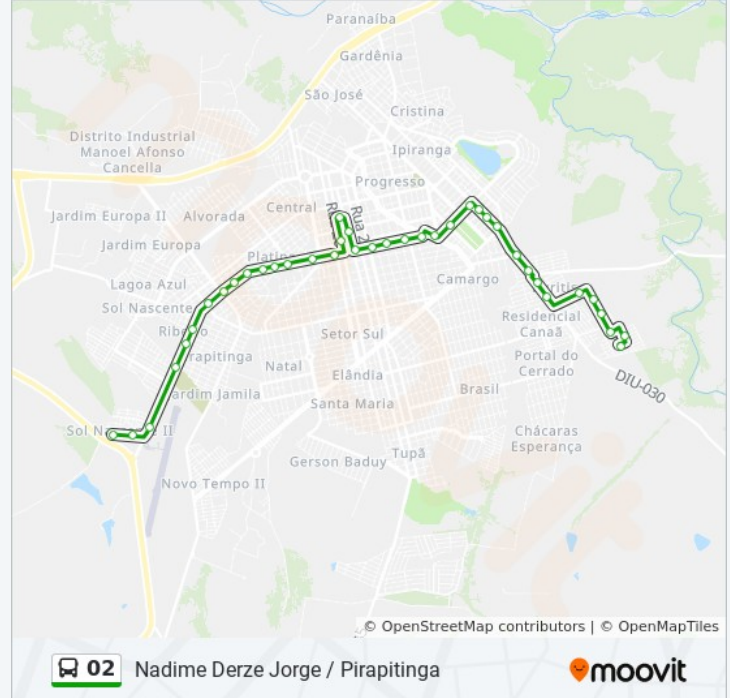 Paranaíba
Gardênia
São José
Cristina
Distrito Industrial
Manoel Afonso
Cancella
Ipiranga
Progresso
Central
Rua 2
Jardim Europa II
Alvorada
Jardim Europa
Camargo
Lagoa Azul
Sol Nascente
Residencial
Canaã
Setor Sul
Portal do
Cerrado
Natal
Elândia
DIU-030
Brasil
Santa Maria
Chácaras
Esperança
Tupã
Gerson Baduy
Novo Tempo II
© OpenStreetMap contributors | © OpenMapTiles
02 Nadime Derze Jorge / Pirapitinga
moovit